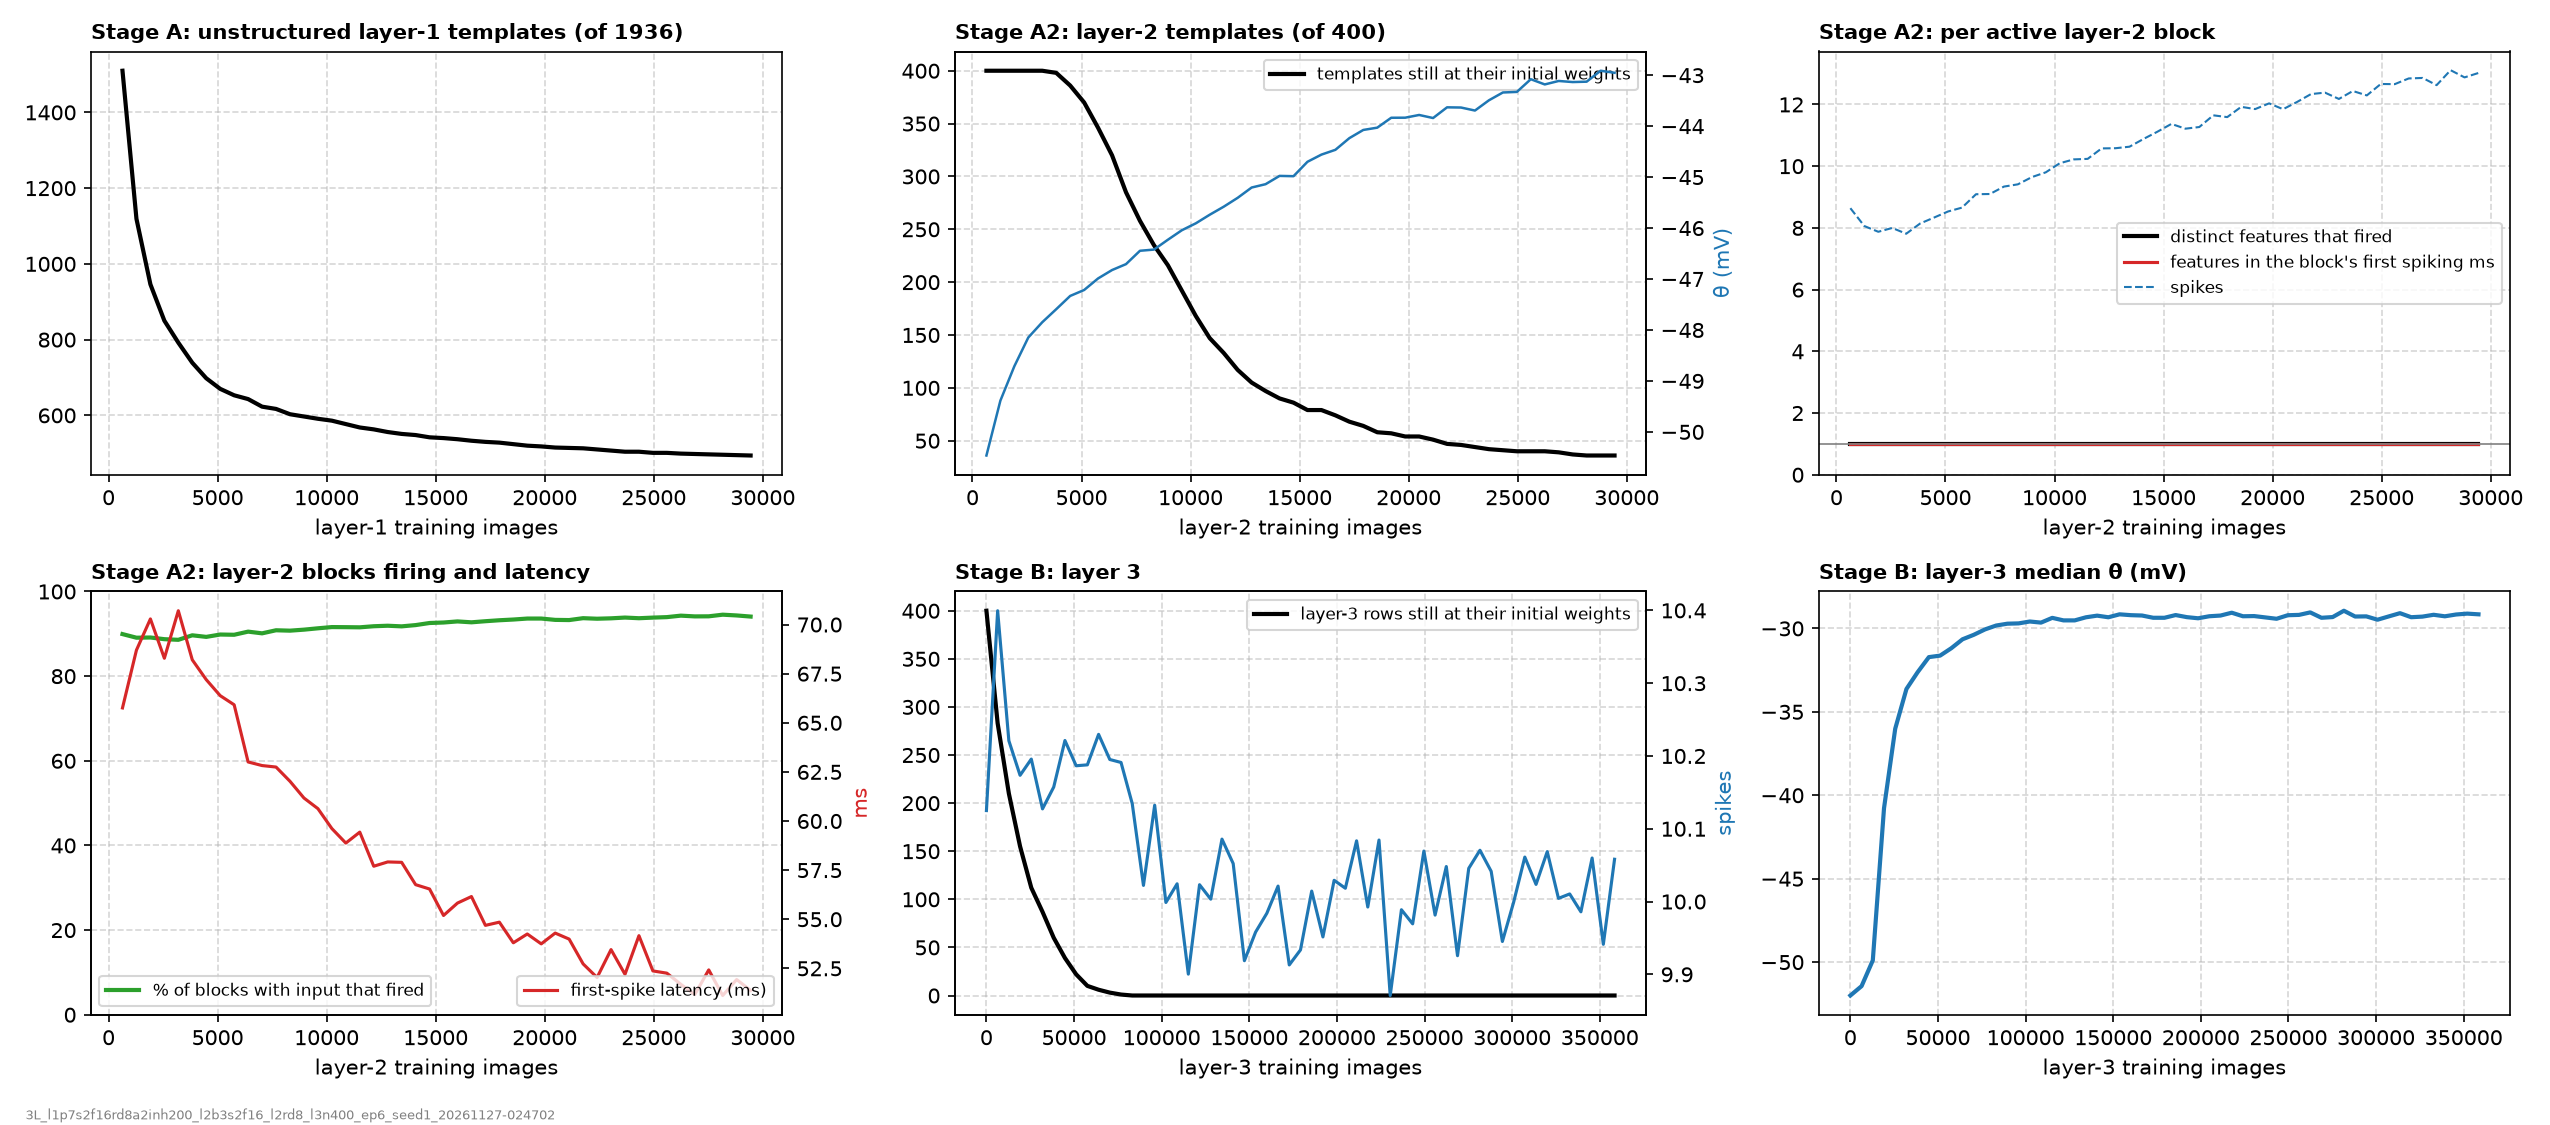 Stage A: unstructured layer-1 templates (of 1936)
1400
1200
1000
800
600
0 5000 10000 15000 20000 25000 30000
layer-1 training images
Stage A2: layer-2 templates (of 400)
templates still at their initial weights
400
350
300
250
200
150
100
50
−43
−44
−45
−46
−47
−48
−49
−50
θ (mV)
0 5000 10000 15000 20000 25000 30000
layer-2 training images
Stage A2: per active layer-2 block
12
10
8
6
4
2
0
distinct features that fired
features in the block's first spiking ms
spikes
0 5000 10000 15000 20000 25000 30000
layer-2 training images
Stage A2: layer-2 blocks firing and latency
100
80
60
40
20
0
70.0
67.5
65.0
62.5
60.0
57.5
55.0
52.5
ms
% of blocks with input that fired
first-spike latency (ms)
0 5000 10000 15000 20000 25000 30000
layer-2 training images
Stage B: layer 3
layer-3 rows still at their initial weights
400
350
300
250
200
150
100
50
0
10.4
10.3
10.2
10.1
10.0
9.9
spikes
0 50000 100000 150000 200000 250000 300000 350000
layer-3 training images
Stage B: layer-3 median θ (mV)
−30
−35
−40
−45
−50
0 50000 100000 150000 200000 250000 300000 350000
layer-3 training images
3L_l1p7s2f16rd8a2inh200_l2b3s2f16_l2rd8_l3n400_ep6_seed1_20261127-024702